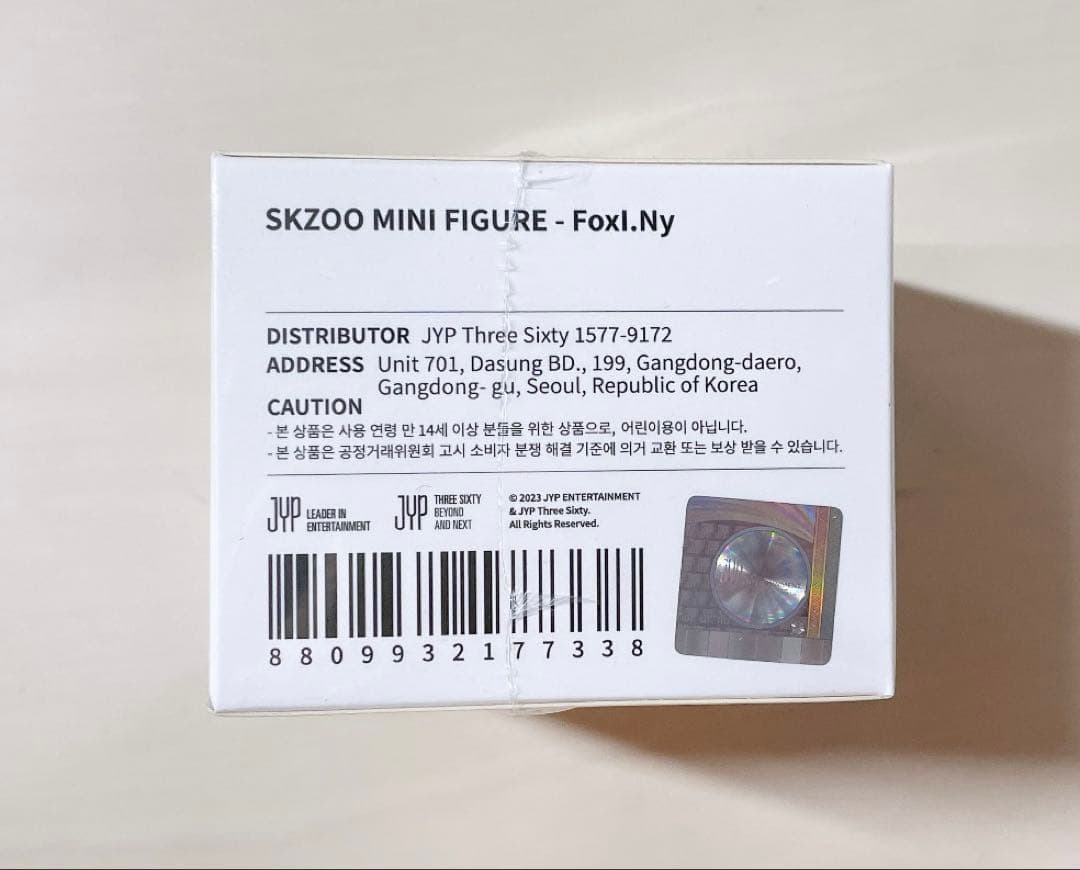 SKZOO MINI FIGURE - FoxI.Ny
DISTRIBUTOR JYP Three Sixty 1577-9172
ADDRESS Unit 701, Dasung BD., 199, Gangdong-daero,
Gangdong- gu, Seoul, Republic of Korea
CAUTION
- 본 상품은 사용 연령 만 14세 이상 분들을 위한 상품으로, 어린이용이 아닙니다.
- 본 상품은 공정거래위원회 고시 소비자 분쟁 해결 기준에 의거 교환 또는 보상 받을 수 있습니다.
JYP LEADER IN
ENTERTAINMENT
JYP THREE SIXTY
BEYOND
AND NEXT
© 2023 JYP ENTERTAINMENT
& JYP Three Sixty.
All Rights Reserved.
8809932177338